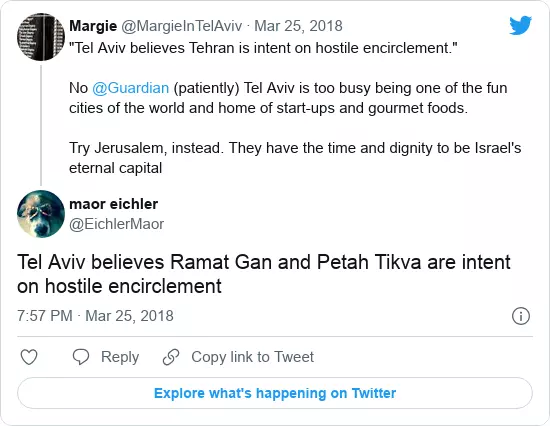 Margie @MargieInTelAviv · Mar 25, 2018
"Tel Aviv believes Tehran is intent on hostile encirclement."
No @Guardian (patiently) Tel Aviv is too busy being one of the fun
cities of the world and home of start-ups and gourmet foods.
Try Jerusalem, instead. They have the time and dignity to be Israel's
eternal capital
maor eichler
@EichlerMaor
Tel Aviv believes Ramat Gan and Petah Tikva are intent
on hostile encirclement
7:57 PM · Mar 25, 2018
Reply
Copy link to Tweet
Explore what's happening on Twitter